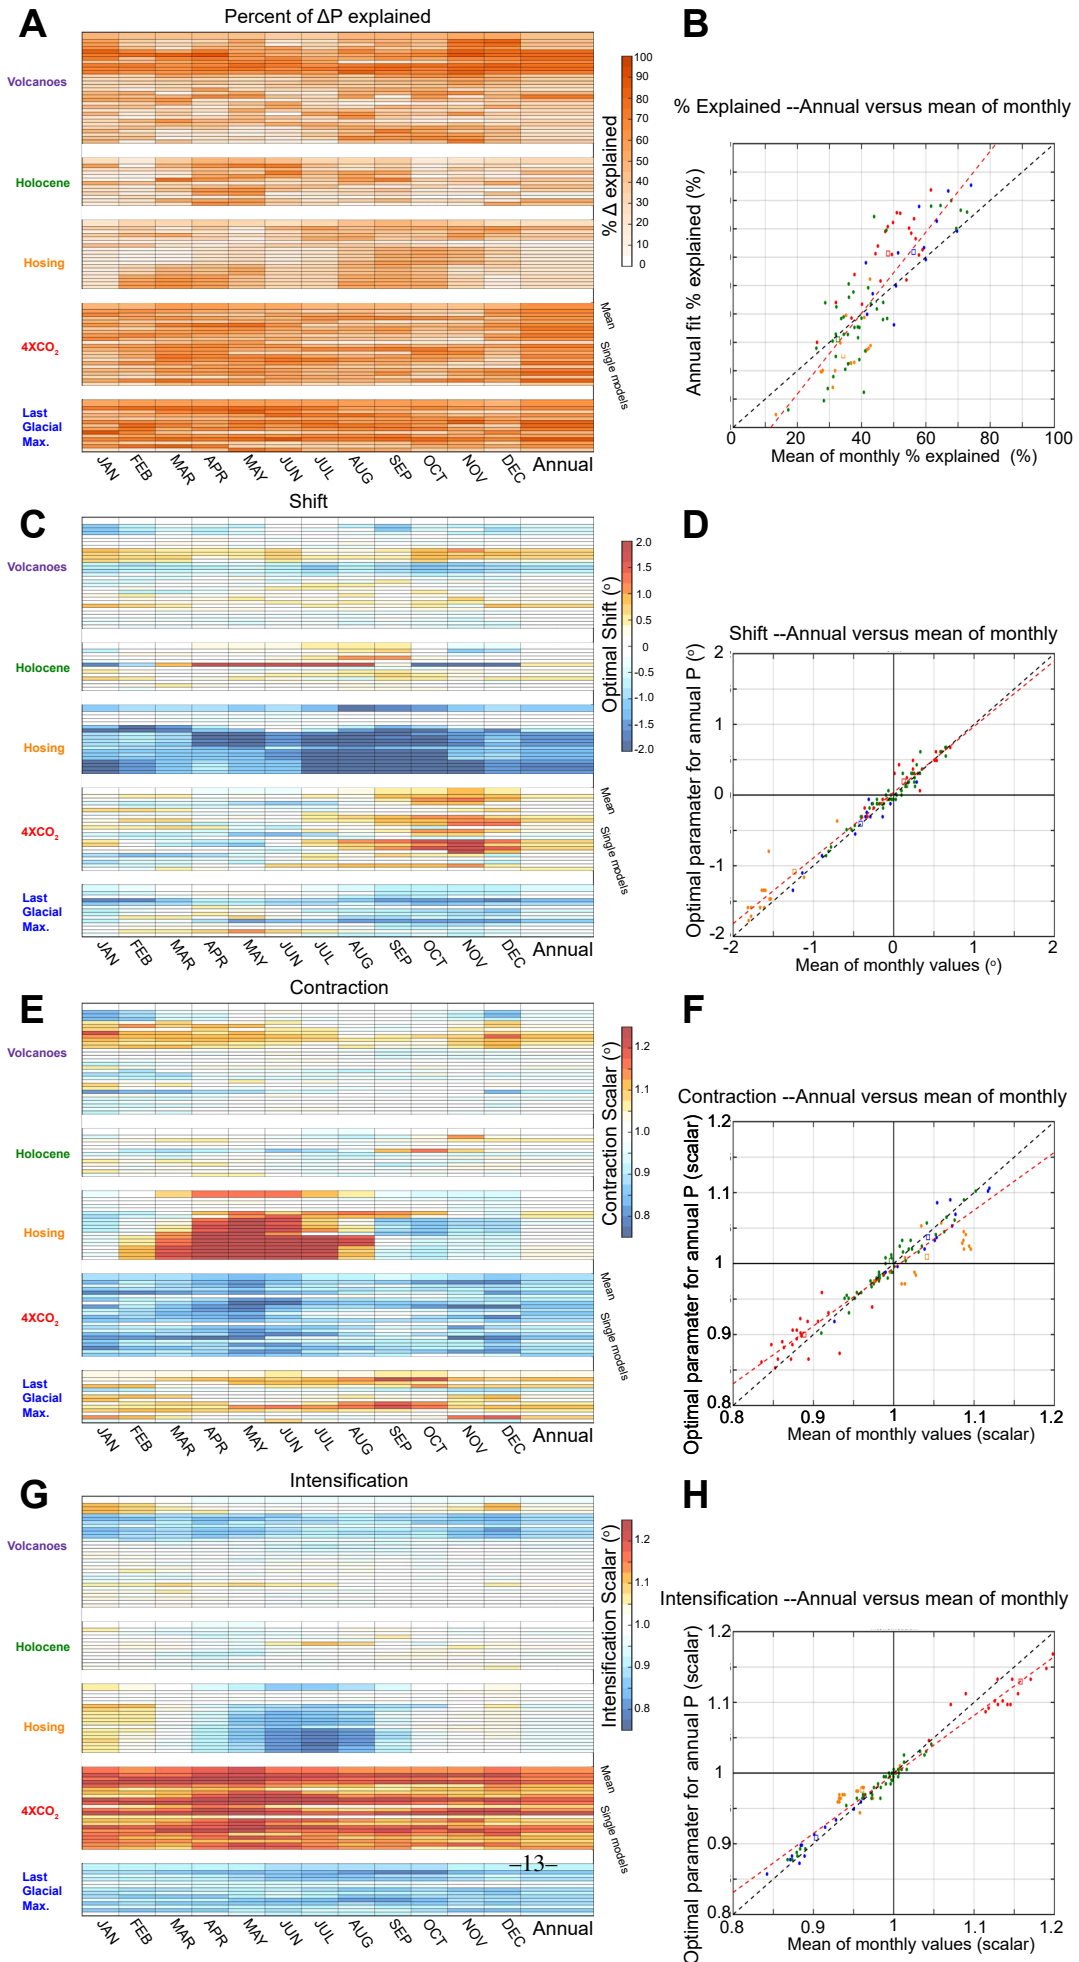 A
Percent of ΔP explained
Volcanoes
Holocene
Hosing
4XCO2
Last
Glacial
Max.
JAN
FEB
MAR
APR
MAY
JUN
JUL
AUG
SEP
OCT
NOV
DEC
Annual
Mean
Single models
% Δ explained
100
90
80
70
60
50
40
30
20
10
0
B
% Explained --Annual versus mean of monthly
Annual fit % explained (%)
0
20
40
60
80
100
Mean of monthly % explained (%)
C
Shift
Volcanoes
Holocene
Hosing
4XCO2
Last
Glacial
Max.
JAN
FEB
MAR
APR
MAY
JUN
JUL
AUG
SEP
OCT
NOV
DEC
Annual
Mean
Single models
Optimal Shift (o)
2.0
1.5
1.0
0.5
0
-0.5
-1.0
-1.5
-2.0
D
Shift --Annual versus mean of monthly
Optimal paramater for annual P (o)
2
1
0
-1
-2
-2
-1
0
1
2
Mean of monthly values (o)
E
Contraction
Volcanoes
Holocene
Hosing
4XCO2
Last
Glacial
Max.
JAN
FEB
MAR
APR
MAY
JUN
JUL
AUG
SEP
OCT
NOV
DEC
Annual
Mean
Single models
Contraction Scalar (o)
1.2
1.1
1.0
0.9
0.8
F
Contraction --Annual versus mean of monthly
Optimal paramater for annual P (scalar)
1.2
1.1
1
0.9
0.8
0.8
0.9
1
1.1
1.2
Mean of monthly values (scalar)
G
Intensification
Volcanoes
Holocene
Hosing
4XCO2
Last
Glacial
Max.
JAN
FEB
MAR
APR
MAY
JUN
JUL
AUG
SEP
OCT
NOV
DEC
Annual
Mean
Single models
Intensification Scalar (o)
1.2
1.1
1.0
0.9
0.8
–13–
H
Intensification --Annual versus mean of monthly
Optimal paramater for annual P (scalar)
1.2
1.1
1
0.9
0.8
0.8
0.9
1
1.1
1.2
Mean of monthly values (scalar)